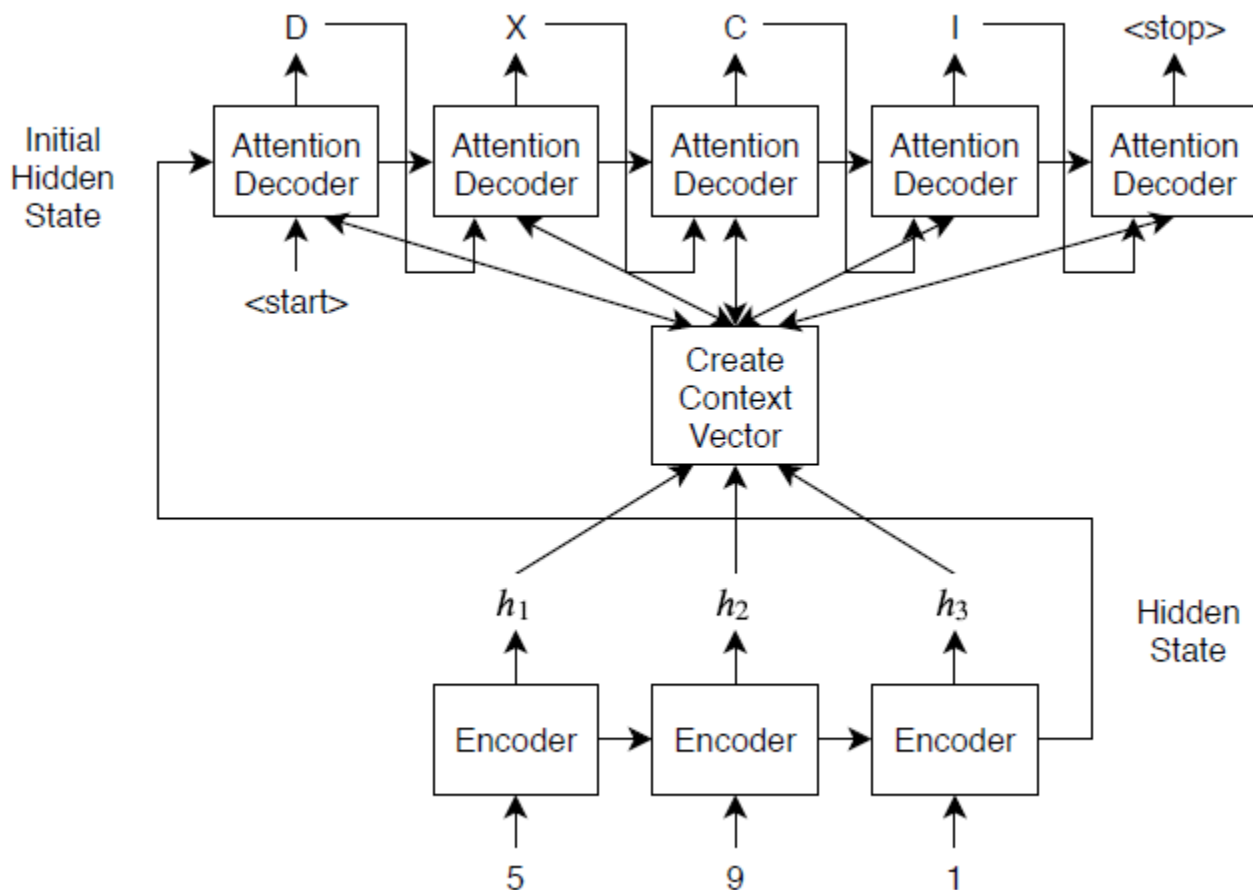 D X C I <stop>
Initial
Hidden
State
Attention
Decoder
Attention
Decoder
Attention
Decoder
Attention
Decoder
Attention
Decoder
<start>
Create
Context
Vector
h1 h2 h3
Hidden
State
Encoder Encoder Encoder
5 9 1